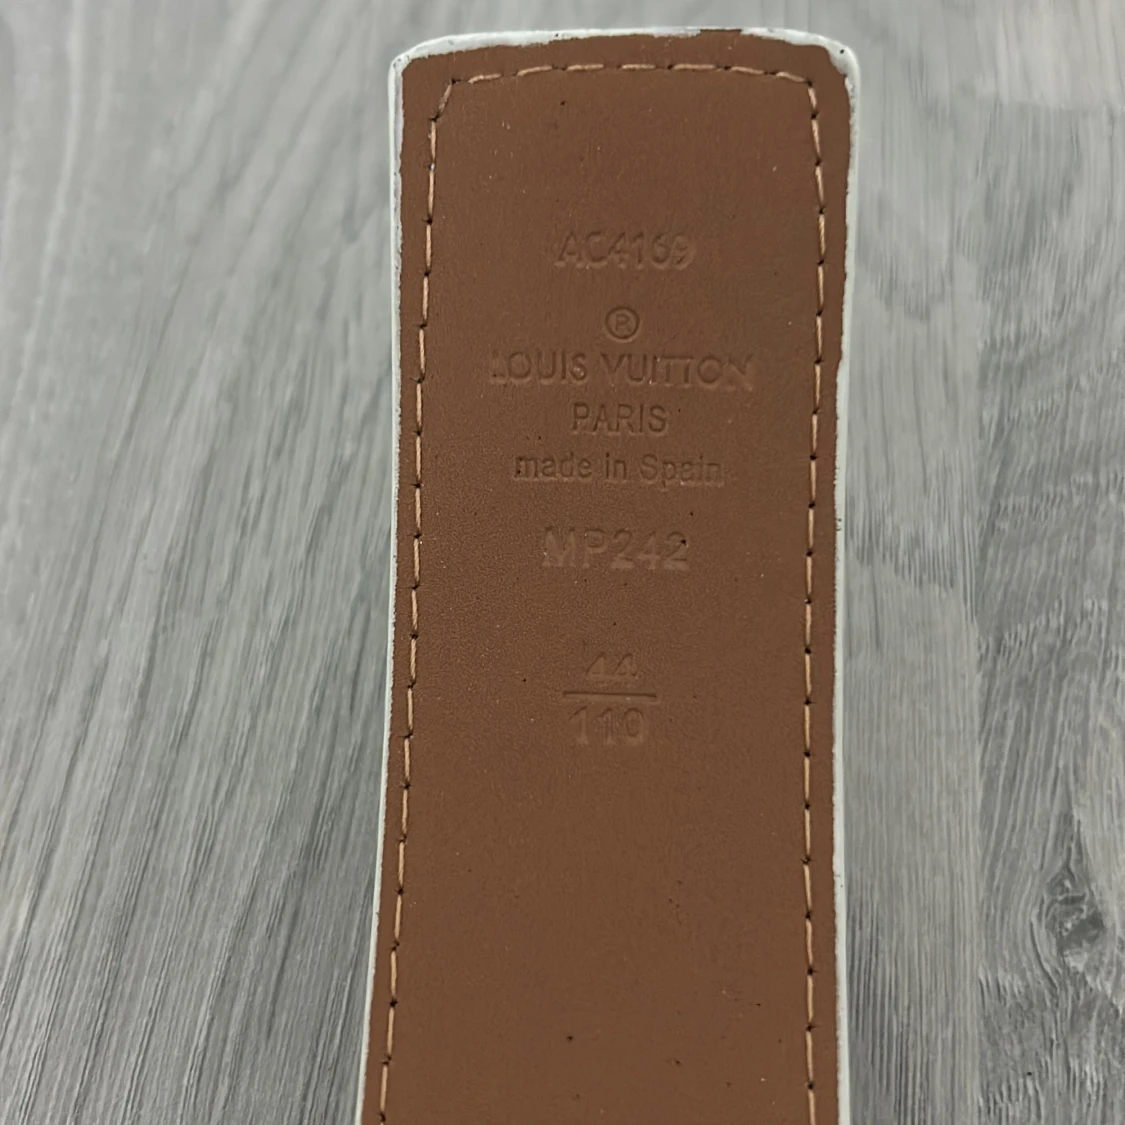 AC4169
®
LOUIS VUITTON
PARIS
made in Spain
MP242
44
110